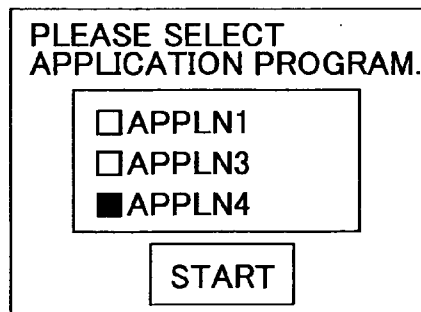 PLEASE SELECT
APPLICATION PROGRAM.
□APPLN1
□APPLN3
■APPLN4
START